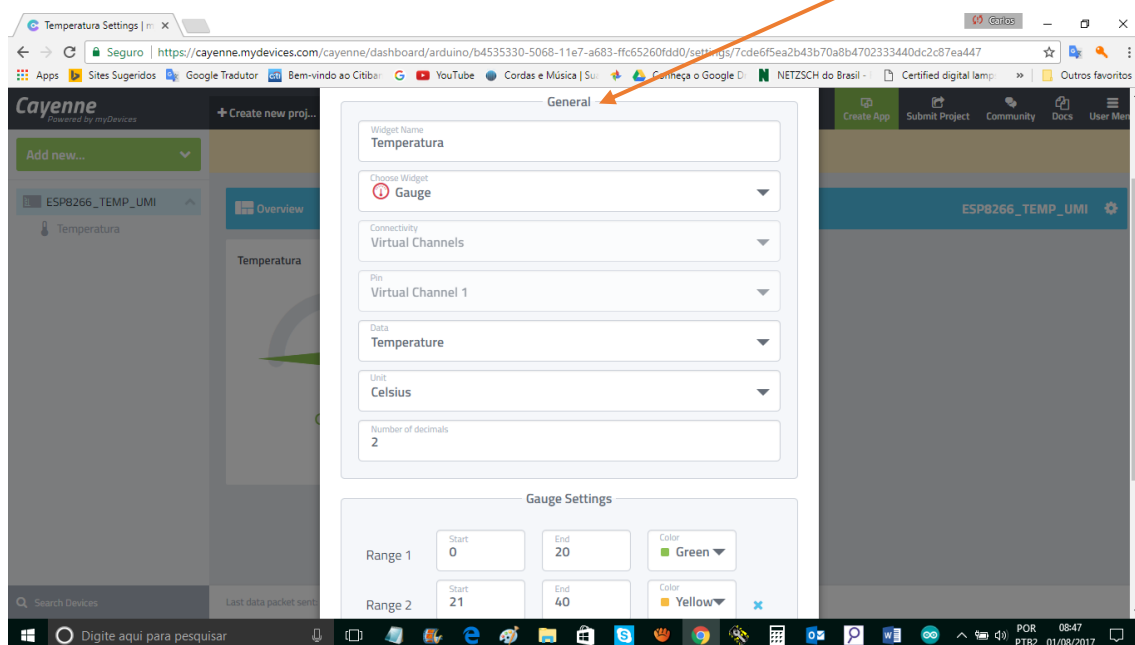 Temperatura Settings | m
Carlos
Seguro | https://cayenne.mydevices.com/cayenne/dashboard/arduino/b4535330-5068-11e7-a683-ffc65260fdd0/settings/7cde6f5ea2b43b70a8b4702333440dc2c87ea447
Apps Sites Sugeridos Google Tradutor Bem-vindo ao Citiban YouTube Cordas e Música | Su Conheça o Google D NETZSCH do Brasil - Certified digital lamp » Outros favoritos
Cayenne
Powered by myDevices
+ Create new proj...
Create App
Submit Project
Community
Docs
User Men
Add new...
ESP8266_TEMP_UMI
Temperatura
Overview
ESP8266_TEMP_UMI
Temperatura
General
Widget Name
Temperatura
Choose Widget
Gauge
Connectivity
Virtual Channels
Pin
Virtual Channel 1
Data
Temperature
Unit
Celsius
Number of decimals
2
Gauge Settings
Range 1
Start
0
End
20
Color
Green
Range 2
Start
21
End
40
Color
Yellow
Search Devices
Last data packet sent:
Digite aqui para pesquisar
POR
PTB2
08:47
01/08/2017